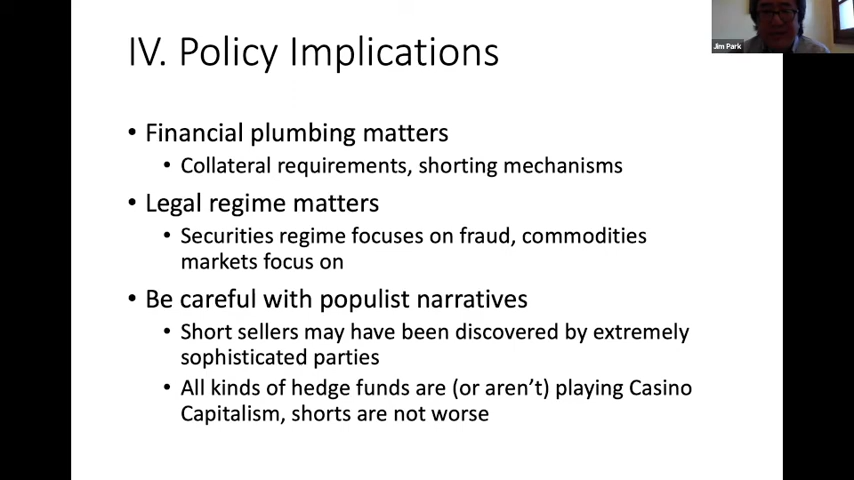 IV. Policy Implications
Jim Park
• Financial plumbing matters
• Collateral requirements, shorting mechanisms
• Legal regime matters
• Securities regime focuses on fraud, commodities
markets focus on
• Be careful with populist narratives
• Short sellers may have been discovered by extremely
sophisticated parties
• All kinds of hedge funds are (or aren't) playing Casino
Capitalism, shorts are not worse